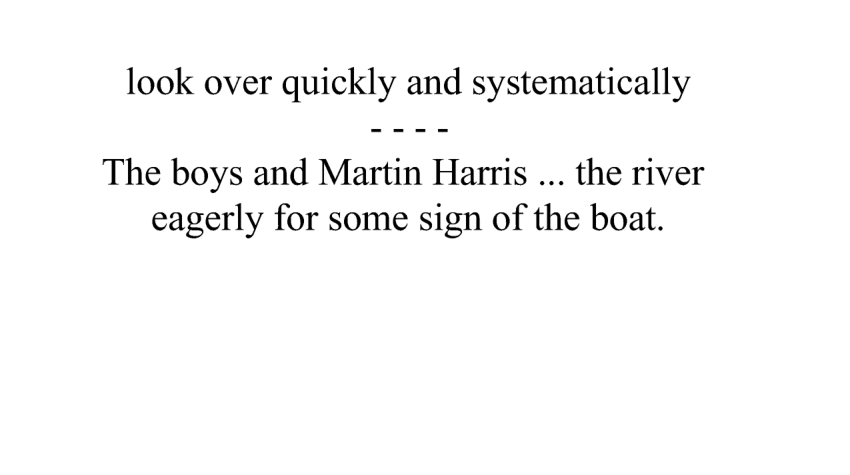 look over quickly and systematically
- - - -
The boys and Martin Harris ... the river
eagerly for some sign of the boat.